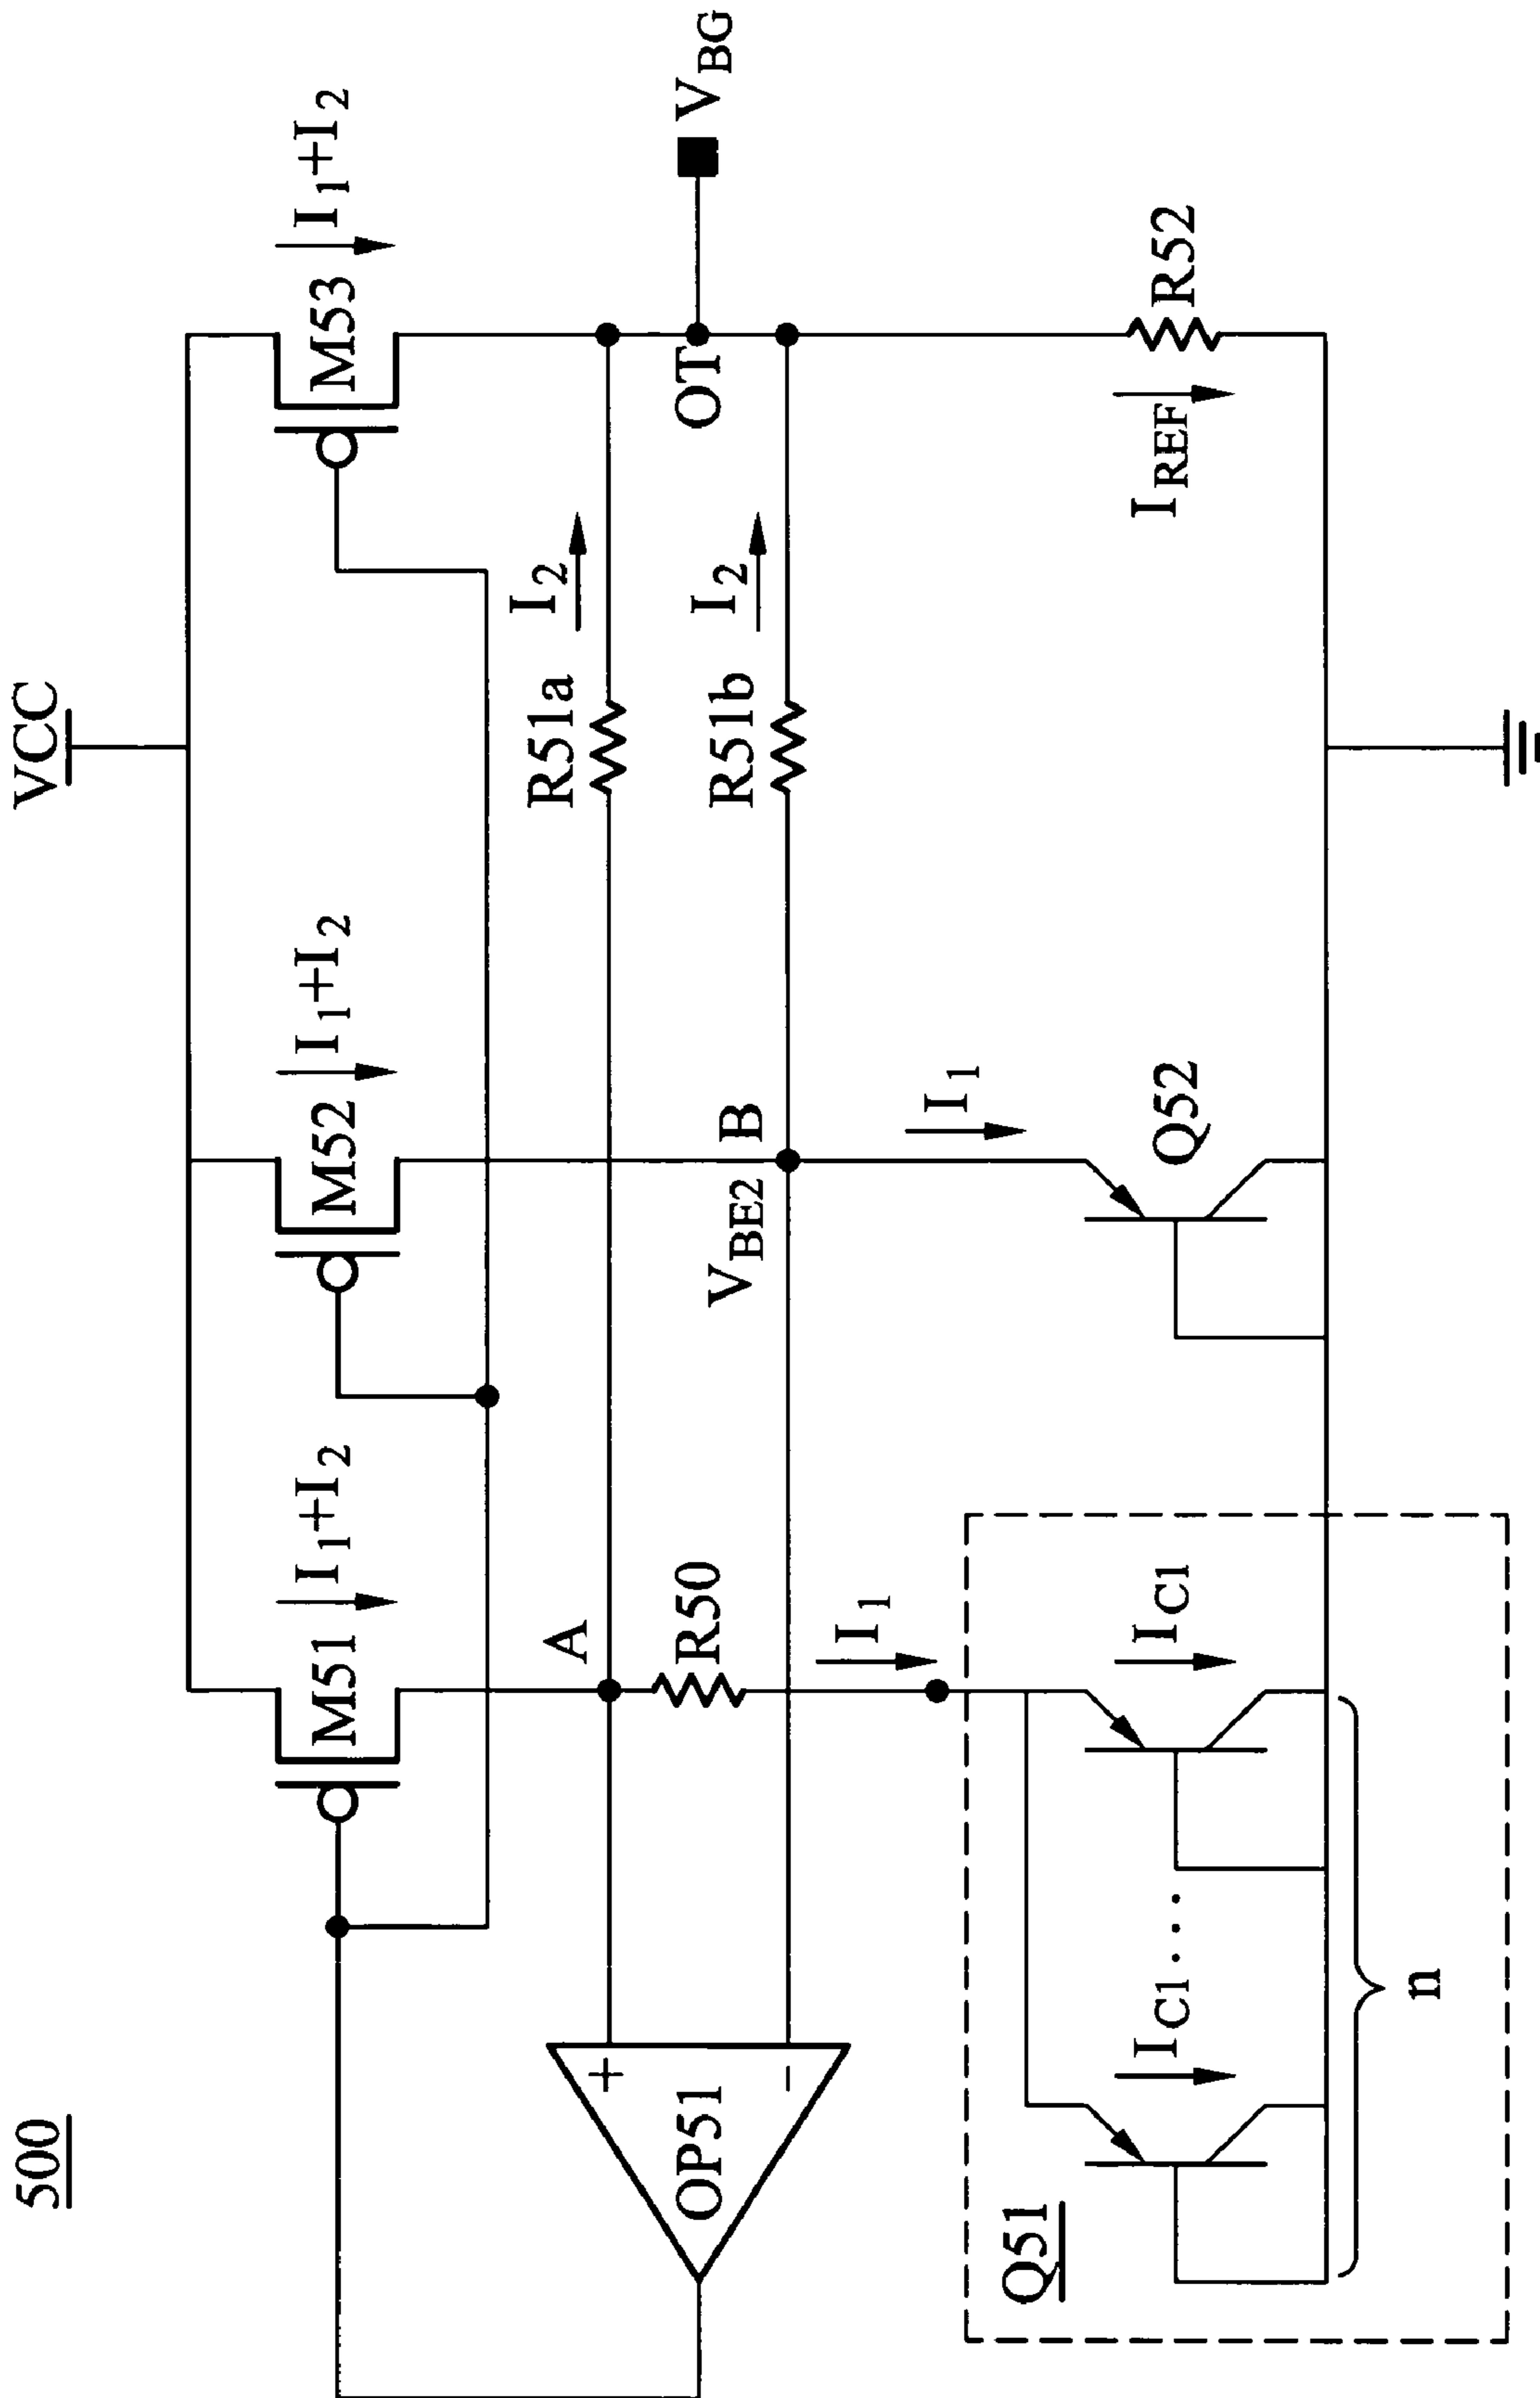 500
VCC
M51
I1+I2
M52
I1+I2
M53
I1+I2
A
R51a
I2
OP51
+
-
R50
VBE2
B
R51b
I2
OT
VBG
I1
I1
Q51
IC1
...
IC1
Q52
IREF
R52
n